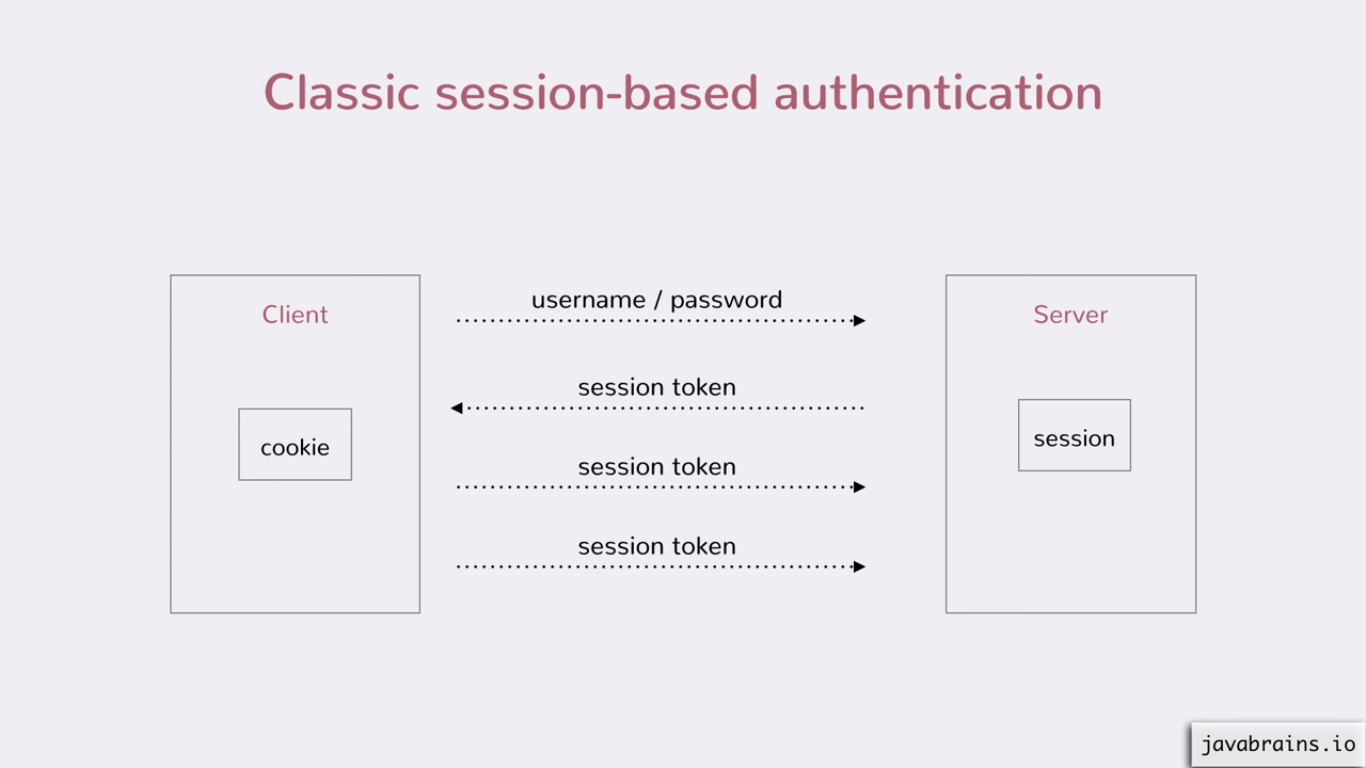 Classic session-based authentication
Client
username / password
Server
session token
cookie
session
session token
session token
javabrains.io